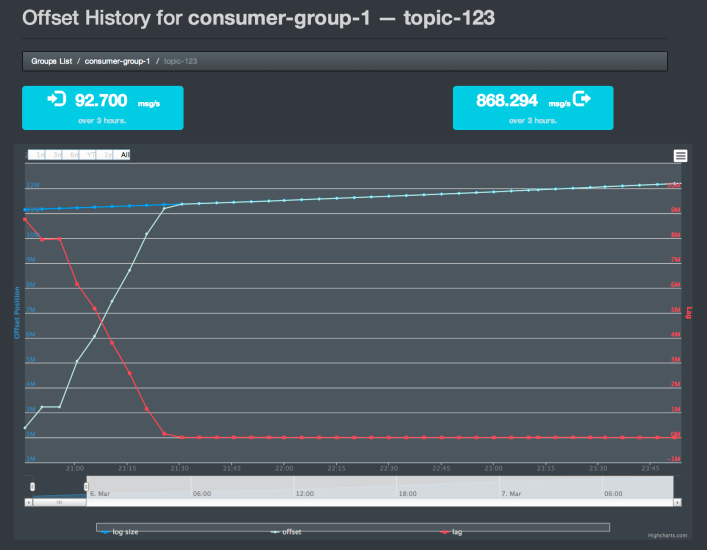 Offset History for consumer-group-1 — topic-123
Groups List / consumer-group-1 / topic-123
92.700 msg/s
over 3 hours.
868.294 msg/s
over 3 hours.
All
12M
10M
9M
8M
7M
6M
5M
4M
3M
2M
1M
Offset Position
9M
8M
7M
6M
5M
4M
3M
2M
1M
0M
-1M
Lag
21:00 21:15 21:30 21:45 22:00 22:15 22:30 22:45 23:00 23:15 23:30 23:45
6. Mar 06:00 12:00 18:00 7. Mar 06:00
log size offset lag
Highcharts.com